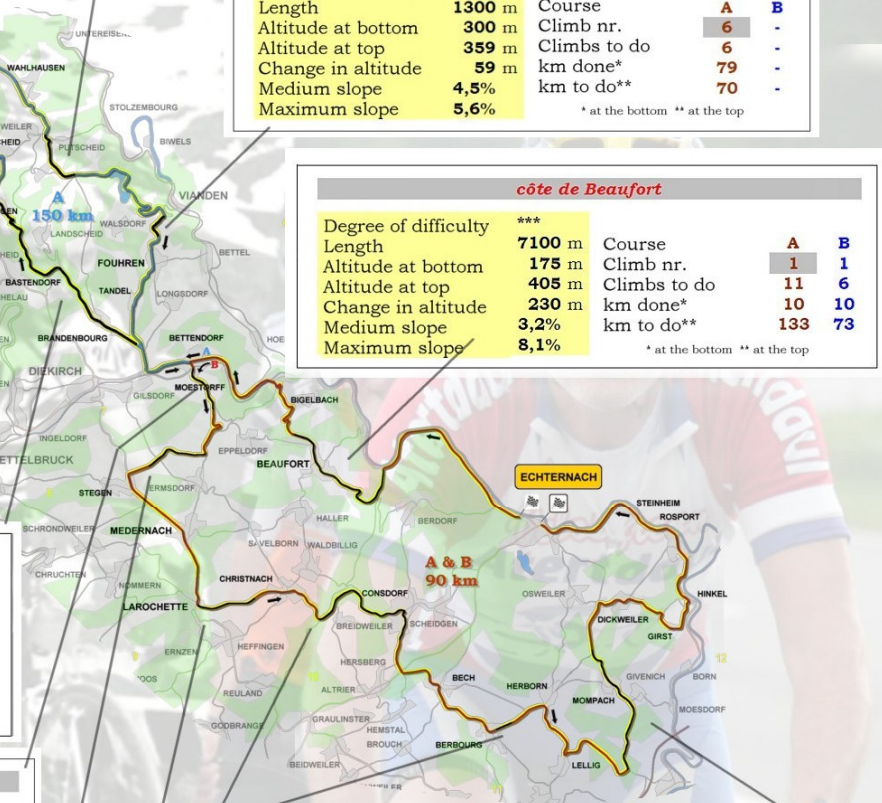 Length 1300 m Course A B
Altitude at bottom 300 m Climb nr. 6 -
Altitude at top 359 m Climbs to do 6 -
Change in altitude 59 m km done* 79 -
Medium slope 4,5% km to do** 70 -
Maximum slope 5,6% * at the bottom ** at the top
côte de Beaufort
Degree of difficulty ***
Length 7100 m Course A B
Altitude at bottom 175 m Climb nr. 1 1
Altitude at top 405 m Climbs to do 11 6
Change in altitude 230 m km done* 10 10
Medium slope 3,2% km to do** 133 73
Maximum slope 8,1% * at the bottom ** at the top
WAHLHAUSEN
STOLZEMBOURG
WEILER
BIWELS
PUTSCHEID
VIANDEN
A
150 km
WALSDORF
LANDSCHEID
BETTEL
FOUHREN
BASTENDORF
TANDEL
LONGSDORF
BRANDENBOURG
BETTENDORF
A
B
DIEKIRCH
MOESTROFF
GILSDORF
BIGELBACH
INGELDORF
EPPELDORF
ETTELBRUCK
BEAUFORT
ECHTERNACH
STEGEN
ERMSDORF
STEINHEIM
ROSPORT
SCHRONDWEILER
HALLER
BERDORF
MEDERNACH
SAVELBORN
WALDBILLIG
A & B
90 km
CHRUCHTEN
NOMMERN
CHRISTNACH
CONSDORF
OSWEILER
HINKEL
LAROCHETTE
BREIDWEILER
SCHEIDGEN
DICKWEILER
GIRST
ERNZEN
HEFFINGEN
HERSBERG
BECH
GIVENICH
BORN
REULAND
ALTRIER
HERBORN
MOMPACH
MOESDORF
GODBRANGE
GRAULINSTER
HEMSTAL
BROUCH
BERBOURG
BEIDWEILER
LELLIG